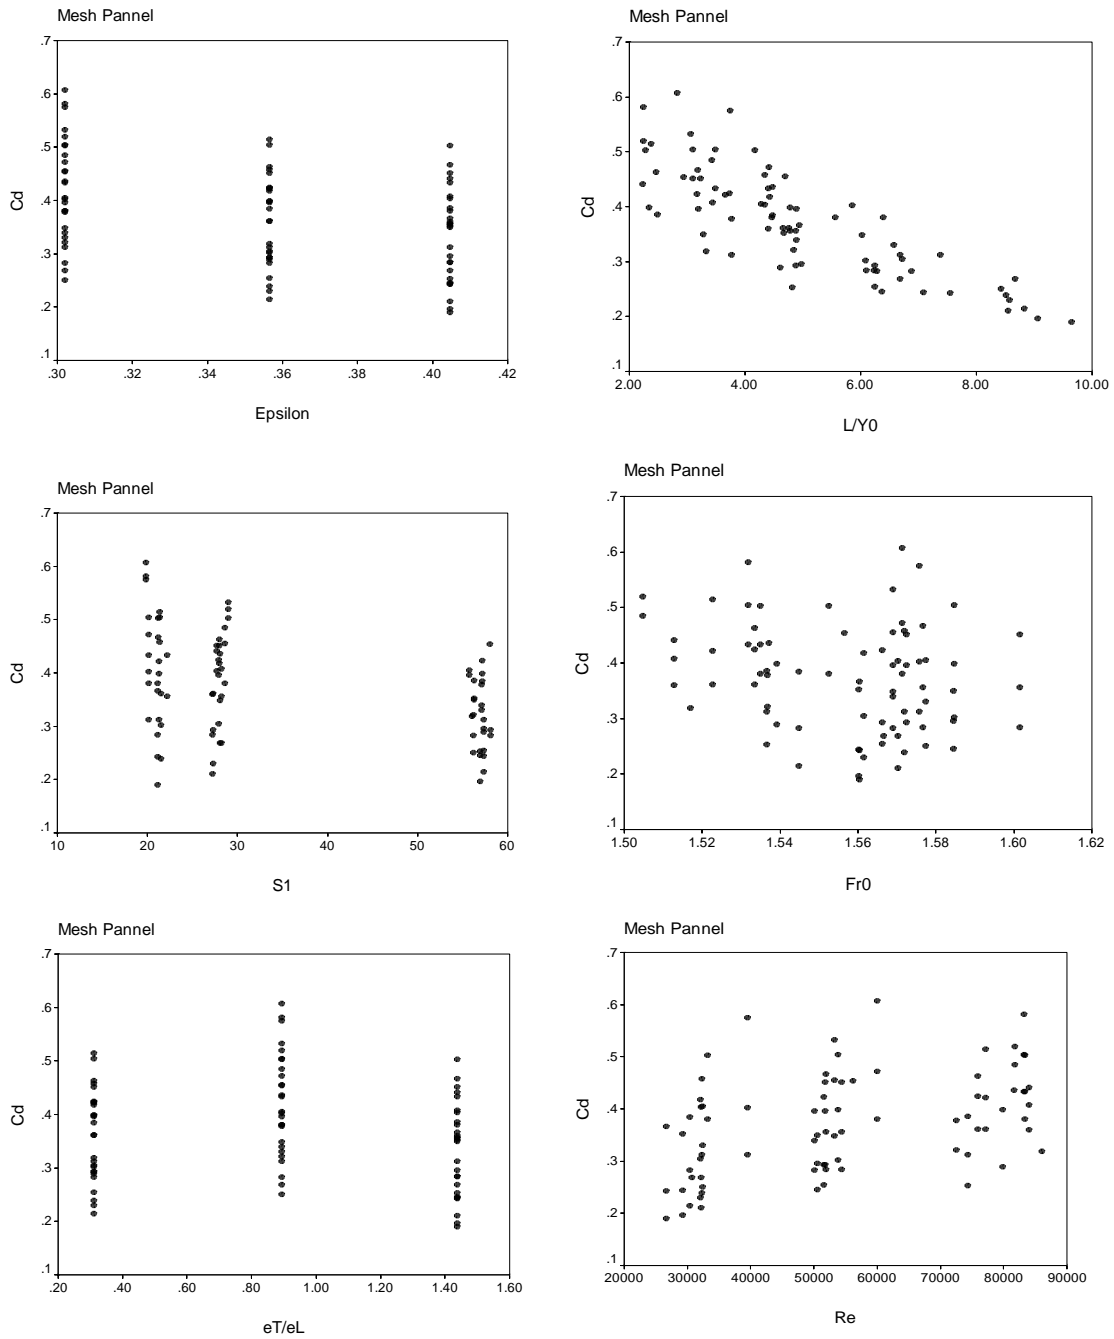 Mesh Pannel
.7
.6
.5
.4
.3
.2
.1
Cd
.30 .32 .34 .36 .38 .40 .42
Epsilon
Mesh Pannel
.7
.6
.5
.4
.3
.2
.1
Cd
2.00 4.00 6.00 8.00 10.00
L/Y0
Mesh Pannel
.7
.6
.5
.4
.3
.2
.1
Cd
10 20 30 40 50 60
S1
Mesh Pannel
.7
.6
.5
.4
.3
.2
.1
Cd
1.50 1.52 1.54 1.56 1.58 1.60 1.62
Fr0
Mesh Pannel
.7
.6
.5
.4
.3
.2
.1
Cd
.20 .40 .60 .80 1.00 1.20 1.40 1.60
eT/eL
Mesh Pannel
.7
.6
.5
.4
.3
.2
.1
Cd
20000 30000 40000 50000 60000 70000 80000 90000
Re